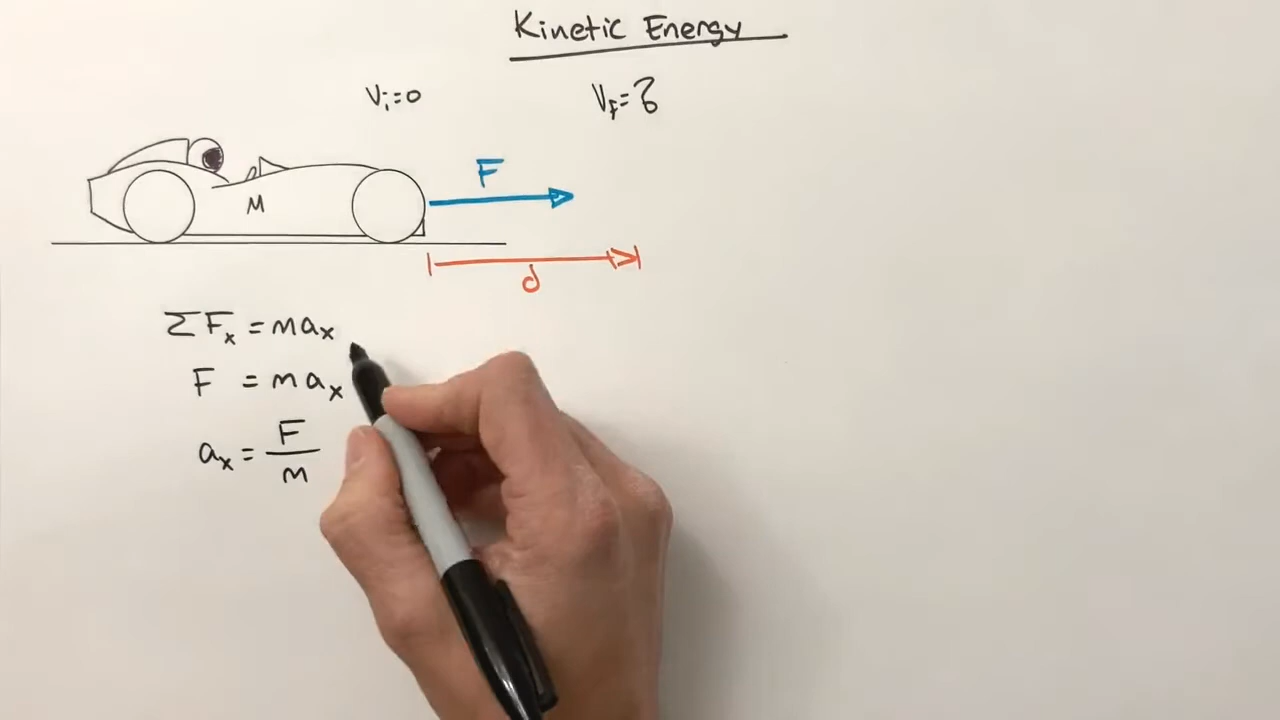 Kinetic Energy
Vi=0
VF=?
F
M
d
ΣFx = max
F = max
ax = F/m